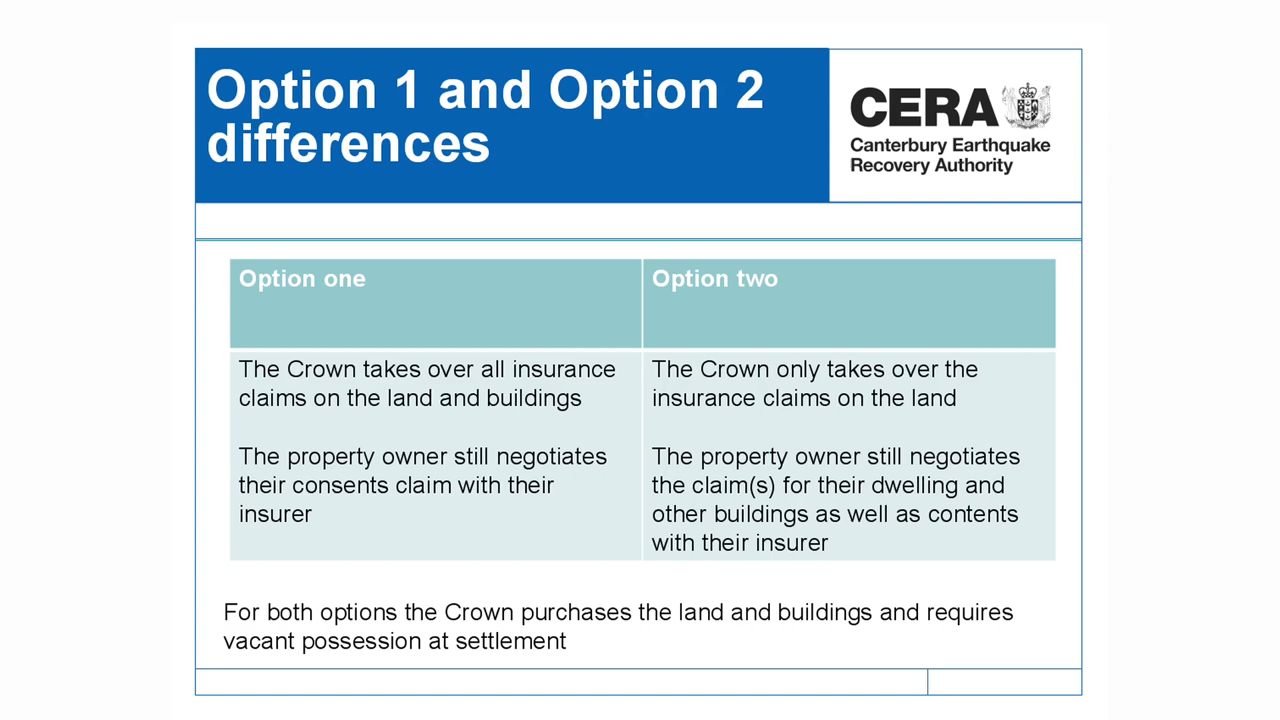 Option 1 and Option 2
differences
CERA
Canterbury Earthquake
Recovery Authority
Option one
Option two
The Crown takes over all insurance
claims on the land and buildings
The property owner still negotiates
their consents claim with their
insurer
The Crown only takes over the
insurance claims on the land
The property owner still negotiates
the claim(s) for their dwelling and
other buildings as well as contents
with their insurer
For both options the Crown purchases the land and buildings and requires
vacant possession at settlement